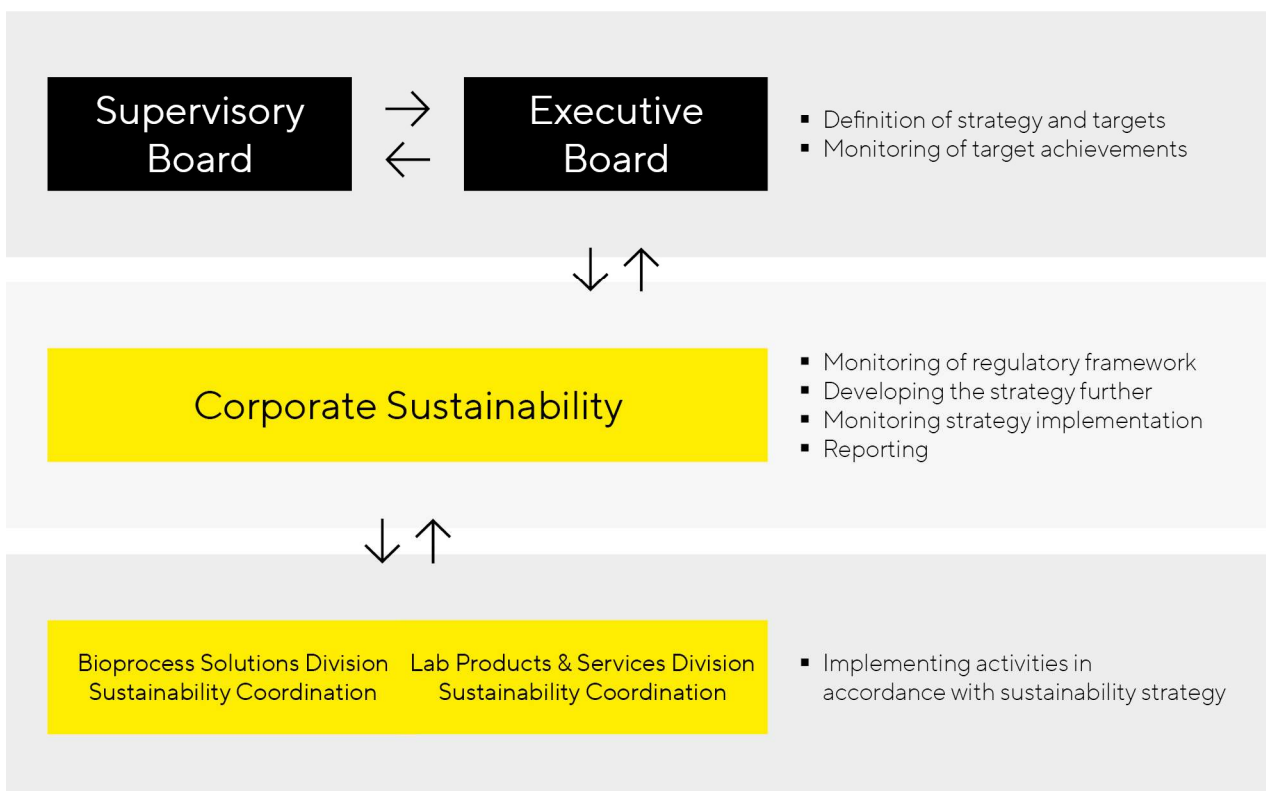 Supervisory
Board
Executive
Board
▪ Definition of strategy and targets
▪ Monitoring of target achievements
Corporate Sustainability
▪ Monitoring of regulatory framework
▪ Developing the strategy further
▪ Monitoring strategy implementation
▪ Reporting
Bioprocess Solutions Division
Sustainability Coordination
Lab Products & Services Division
Sustainability Coordination
▪ Implementing activities in
accordance with sustainability strategy